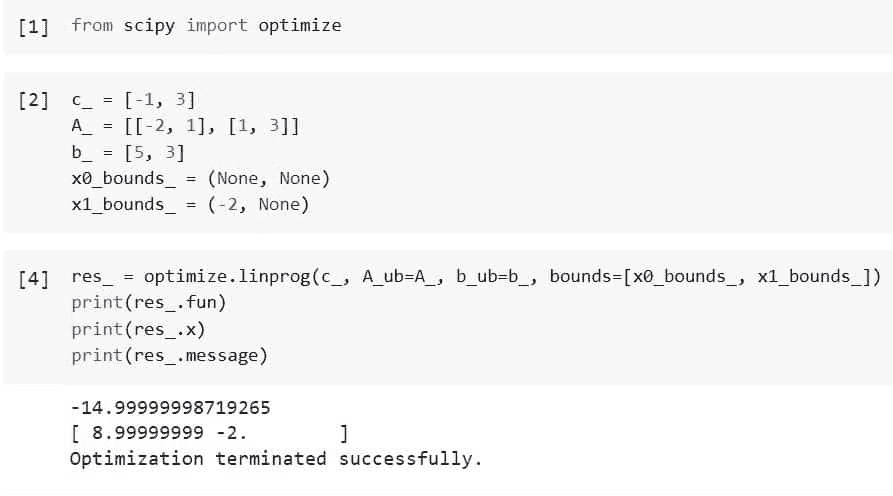 [1] from scipy import optimize
[2] c_ = [-1, 3]
A_ = [[-2, 1], [1, 3]]
b_ = [5, 3]
x0_bounds_ = (None, None)
x1_bounds_ = (-2, None)
[4] res_ = optimize.linprog(c_, A_ub=A_, b_ub=b_, bounds=[x0_bounds_, x1_bounds_])
print(res_.fun)
print(res_.x)
print(res_.message)
-14.99999998719265
[ 8.99999999 -2.        ]
Optimization terminated successfully.